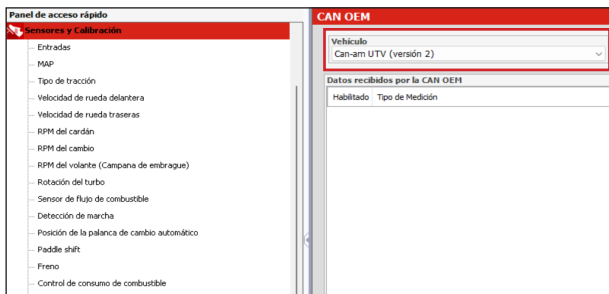 Panel de acceso rápido
Sensores y Calibración
Entradas
MAP
Tipo de tracción
Velocidad de rueda delantera
Velocidad de rueda traseras
RPM del cardán
RPM del cambio
RPM del volante (Campana de embrague)
Rotación del turbo
Sensor de flujo de combustible
Detección de marcha
Posición de la palanca de cambio automático
Paddle shift
Freno
Control de consumo de combustible
CAN OEM
Vehículo
Can-am UTV (versión 2)
Datos recibidos por la CAN OEM
Habilitado Tipo de Medición